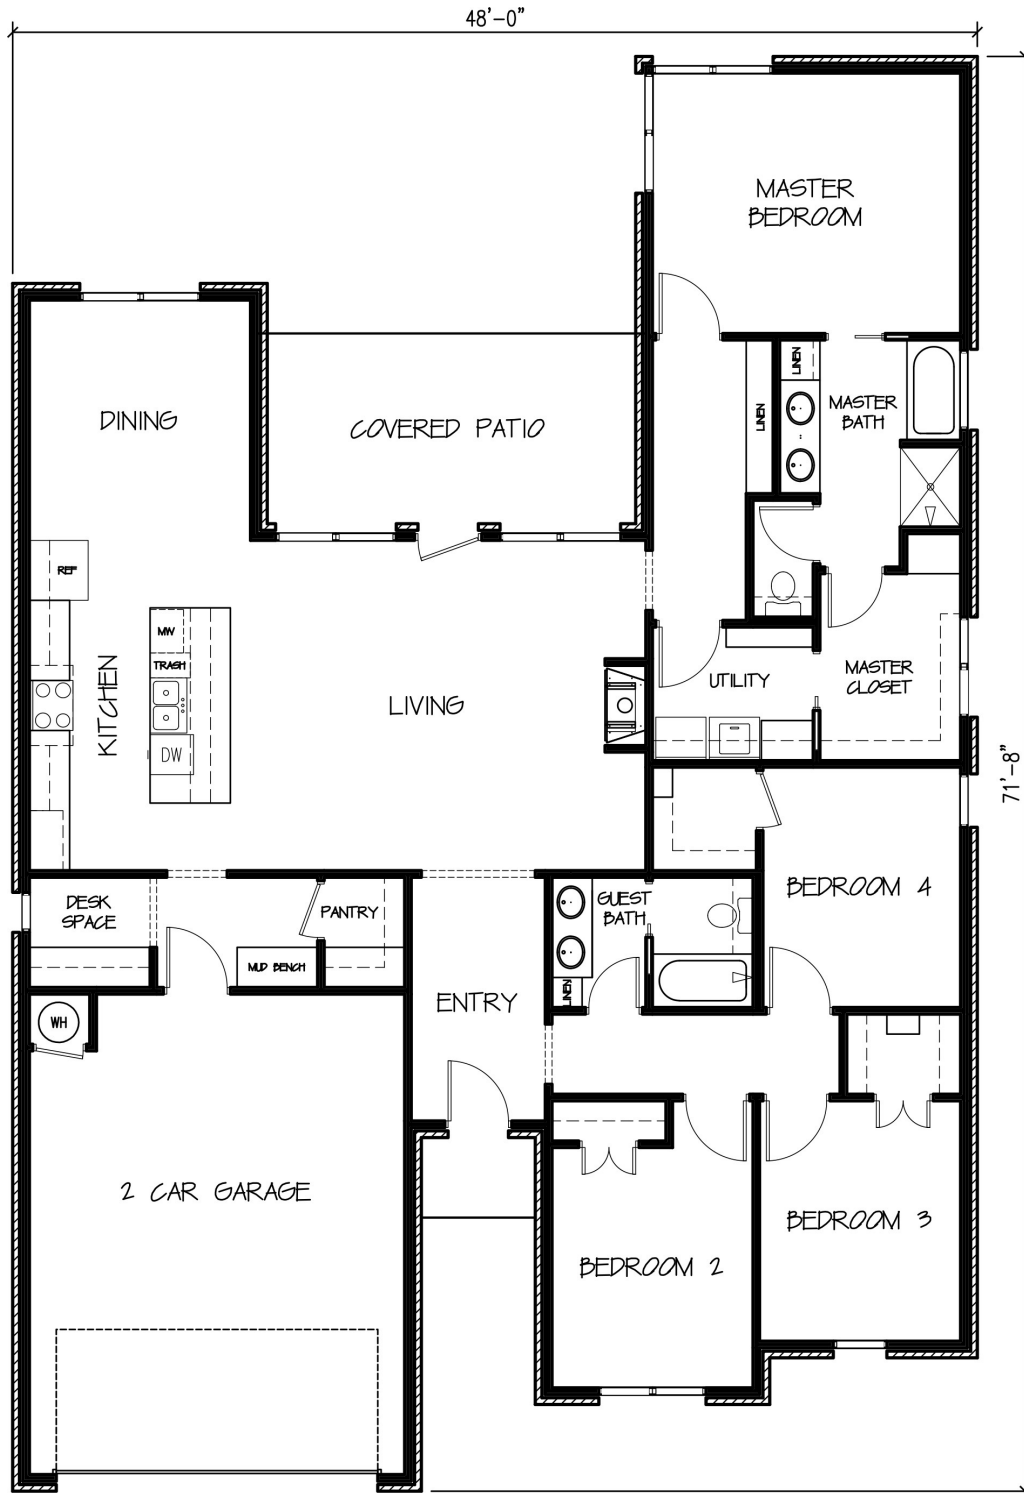 48'-0"
MASTER
BEDROOM
DINING
COVERED PATIO
LINEN
LINEN
MASTER
BATH
REF
MW
TRASH
KITCHEN
DW
LIVING
UTILITY
MASTER
CLOSET
71'-8"
DESK
SPACE
PANTRY
MUD BENCH
GUEST
BATH
LINEN
BEDROOM 4
WH
ENTRY
2 CAR GARAGE
BEDROOM 2
BEDROOM 3